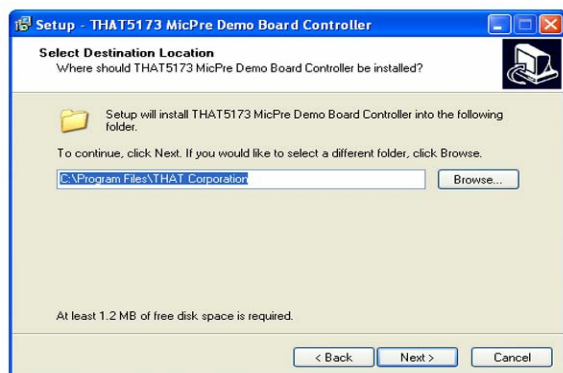 Setup - THAT5173 MicPre Demo Board Controller
Select Destination Location
Where should THAT5173 MicPre Demo Board Controller be installed?
Setup will install THAT5173 MicPre Demo Board Controller into the following
folder.
To continue, click Next. If you would like to select a different folder, click Browse.
C:\Program Files\THAT Corporation
Browse...
At least 1.2 MB of free disk space is required.
< Back
Next >
Cancel